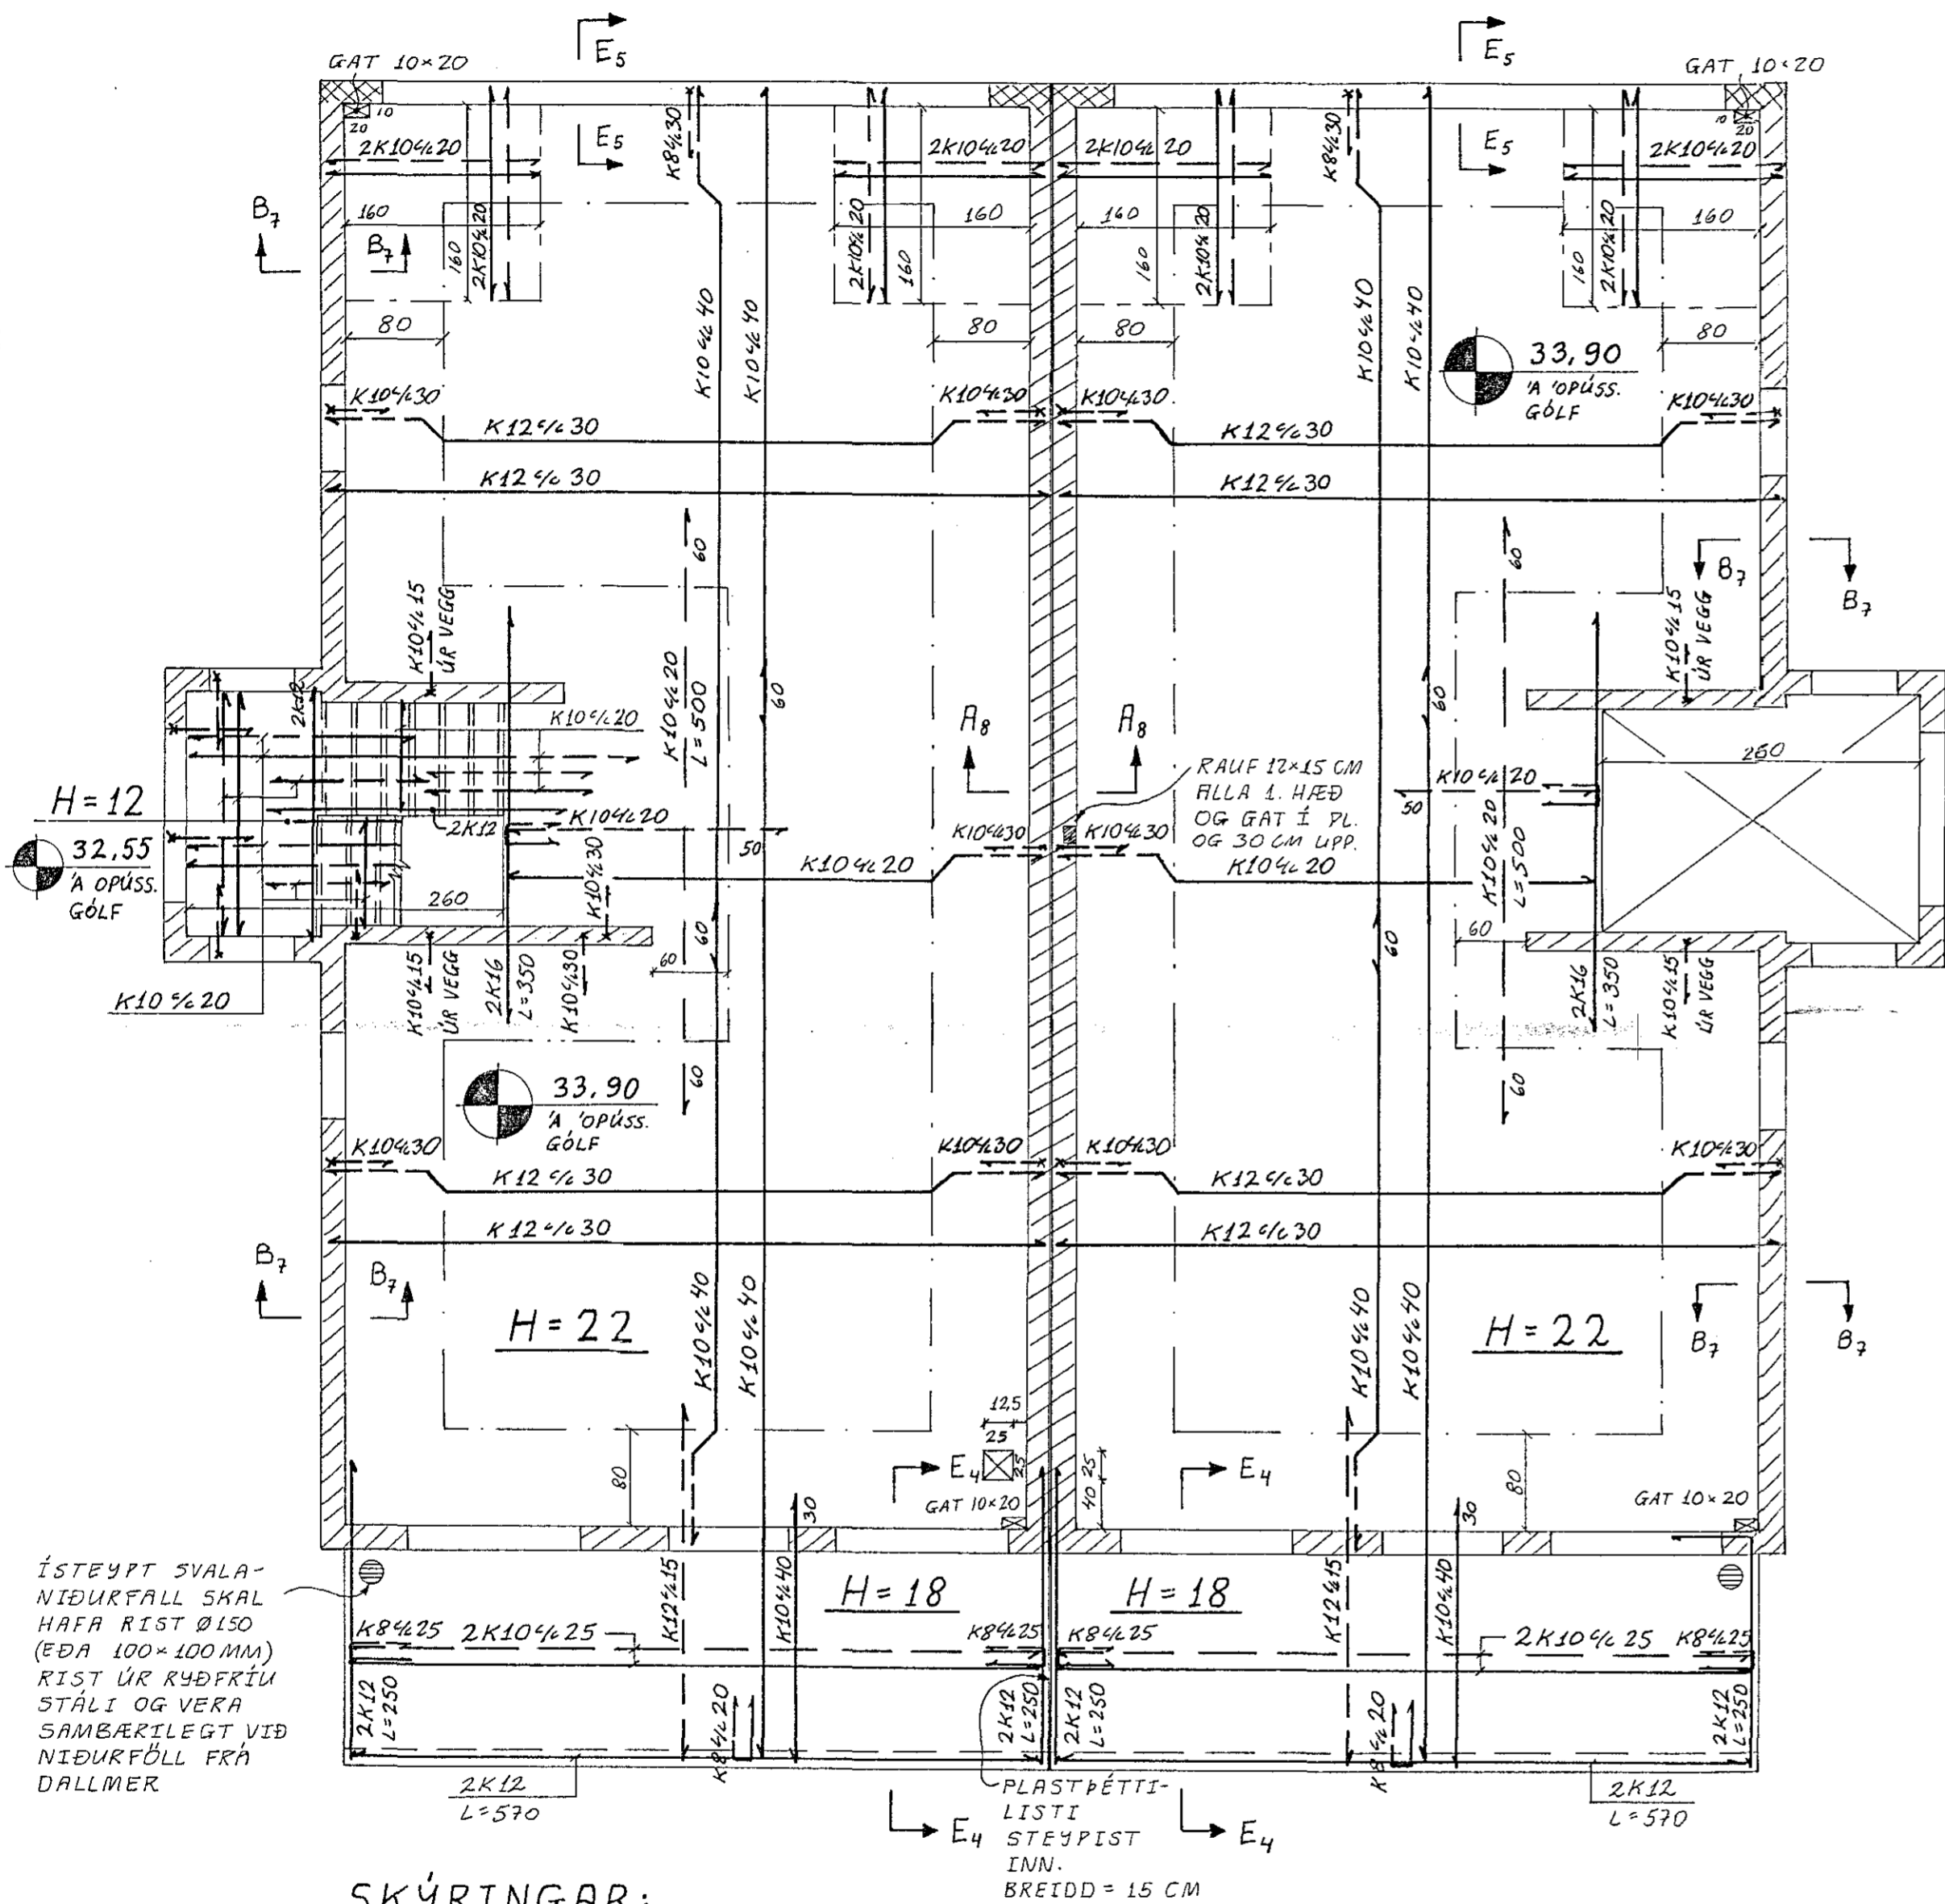 E5
E5
GAT 10×20
GAT 10×20
10
20
10
20
E5
E5
2K10 c/c 20
2K10 c/c 20
2K10 c/c 20
2K10 c/c 20
K8 c/c 30
K8 c/c 30
B7
B7
160
160
160
160
160
160
160
160
2K10 c/c 20
2K10 c/c 20
2K10 c/c 20
2K10 c/c 20
80
80
80
80
K10 c/c 40
K10 c/c 40
K10 c/c 40
K10 c/c 40
33,90
'A 'OPÚSS.
GÓLF
K10 c/c 30
K10 c/c 30
K10 c/c 30
K10 c/c 30
K12 c/c 30
K12 c/c 30
K12 c/c 30
K12 c/c 30
60
60
B7
B7
K10 c/c 15
ÚR VEGG
K10 c/c 20
L=500
K10 c/c 15
ÚR VEGG
2K12
K10 c/c 20
60
60
A8
A8
RAUF 12×15 CM
ALLA 1. HÆÐ
OG GAT Í PL.
OG 30 CM UPP.
260
K10 c/c 20
50
H=12
32,55
'A OPÚSS.
GÓLF
2K12
K10 c/c 20
50
K10 c/c 30
K10 c/c 30
K10 c/c 20
K10 c/c 20
K10 c/c 20
L=500
260
K10 c/c 30
60
60
60
60
K10 c/c 20
K10 c/c 15
ÚR VEGG
2K16
L=350
K10 c/c 30
2K16
L=350
K10 c/c 15
ÚR VEGG
33,90
'A 'OPÚSS.
GÓLF
60
60
K10 c/c 30
K10 c/c 30
K10 c/c 30
K10 c/c 30
K12 c/c 30
K12 c/c 30
K12 c/c 30
K12 c/c 30
B7
B7
B7
B7
H=22
H=22
K10 c/c 40
K10 c/c 40
K10 c/c 40
K10 c/c 40
12,5
25
25
80
E4
E4
25
40
80
GAT 10×20
GAT 10×20
30
30
ÍSTEYPT SVALA-
NIÐURFALL SKAL
HAFA RIST Ø150
(EÐA 100×100 MM)
RIST ÚR RYÐFRÍU
STÁLI OG VERA
SAMBÆRILEGT VIÐ
NIÐURFÖLL FRÁ
DALLMER
K12 c/c 15
K10 c/c 40
H=18
H=18
K12 c/c 15
K10 c/c 40
K8 c/c 25
2K10 c/c 25
K8 c/c 25
K8 c/c 25
2K10 c/c 25
K8 c/c 25
2K12
L=250
K8 c/c 20
2K12
L=250
2K12
L=250
K8 c/c 20
2K12
L=250
2K12
L=570
2K12
L=570
E4
E4
PLASTÞÉTTI-
LISTI
STEYPIST
INN.
BREIDD = 15 CM
SKÝRINGAR: